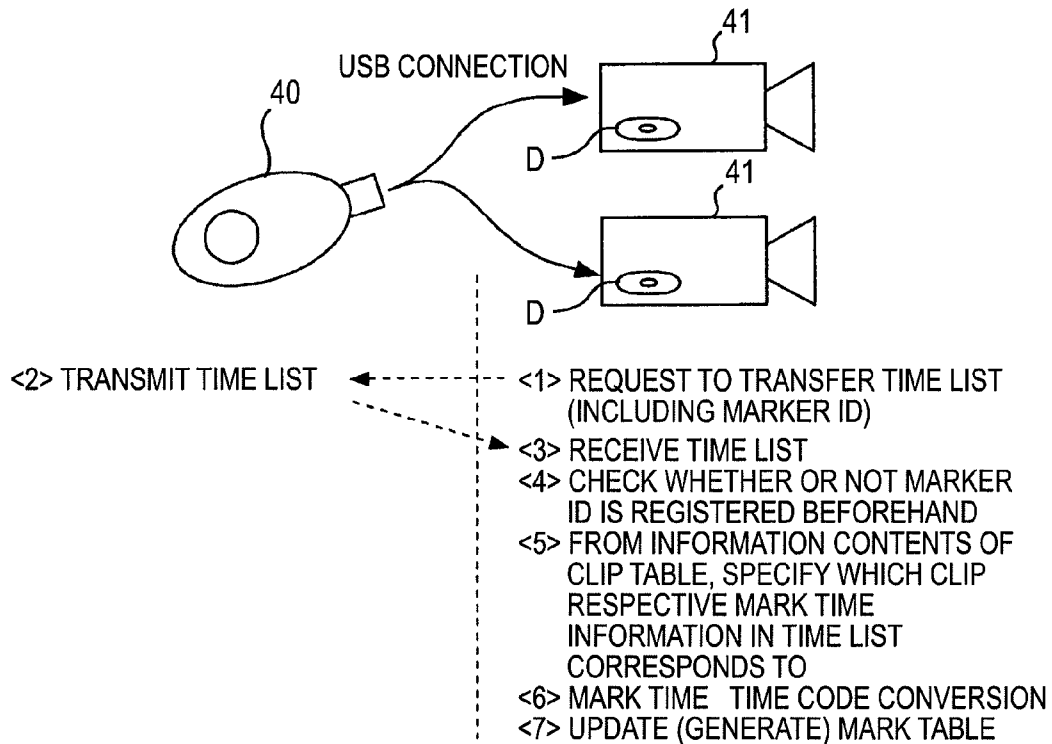 41
USB CONNECTION
40
D
41
D
<2> TRANSMIT TIME LIST
<1> REQUEST TO TRANSFER TIME LIST
(INCLUDING MARKER ID)
<3> RECEIVE TIME LIST
<4> CHECK WHETHER OR NOT MARKER
ID IS REGISTERED BEFOREHAND
<5> FROM INFORMATION CONTENTS OF
CLIP TABLE, SPECIFY WHICH CLIP
RESPECTIVE MARK TIME
INFORMATION IN TIME LIST
CORRESPONDS TO
<6> MARK TIME TIME CODE CONVERSION
<7> UPDATE (GENERATE) MARK TABLE